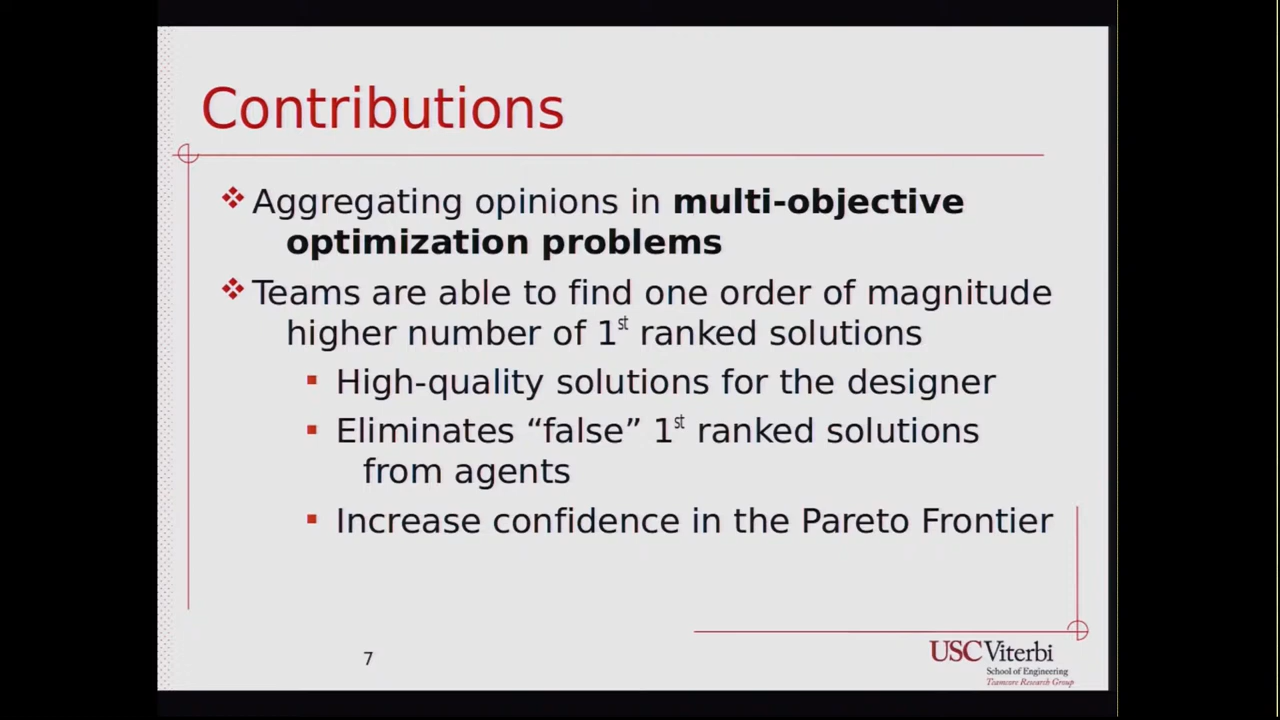 Contributions
Aggregating opinions in multi-objective
optimization problems
Teams are able to find one order of magnitude
higher number of 1st ranked solutions
High-quality solutions for the designer
Eliminates “false” 1st ranked solutions
from agents
Increase confidence in the Pareto Frontier
7
USC Viterbi
School of Engineering
Teamcore Research Group